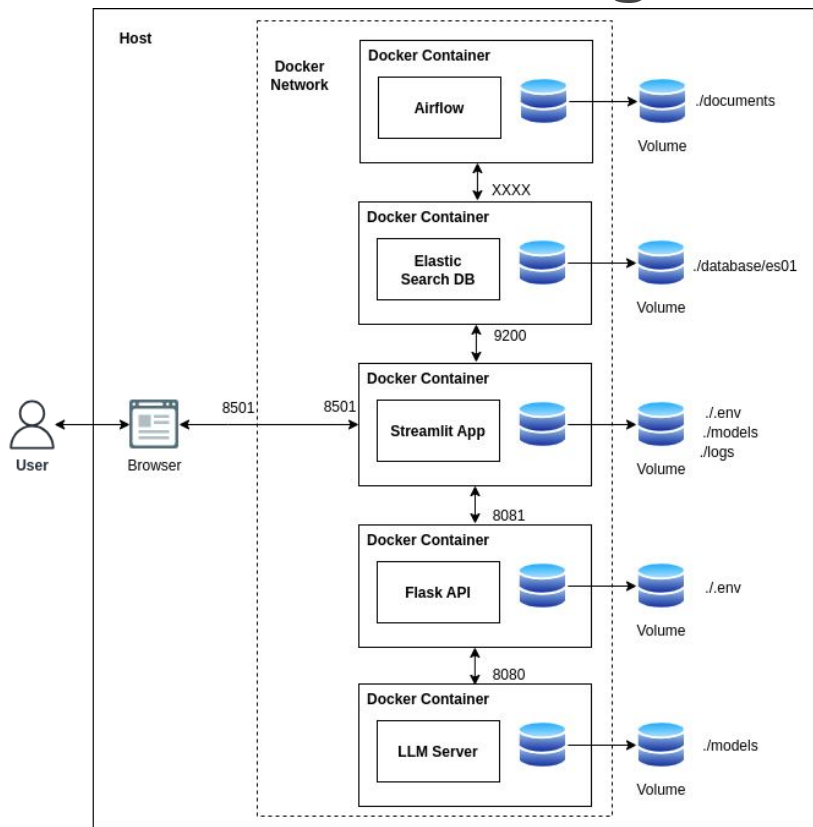 Host
Docker
Network
Docker Container
Airflow
./documents
Volume
XXXX
Docker Container
Elastic
Search DB
./database/es01
Volume
9200
Docker Container
8501
8501
Streamlit App
./.env
./models
./logs
User
Browser
Volume
8081
Docker Container
Flask API
./.env
Volume
8080
Docker Container
LLM Server
./models
Volume